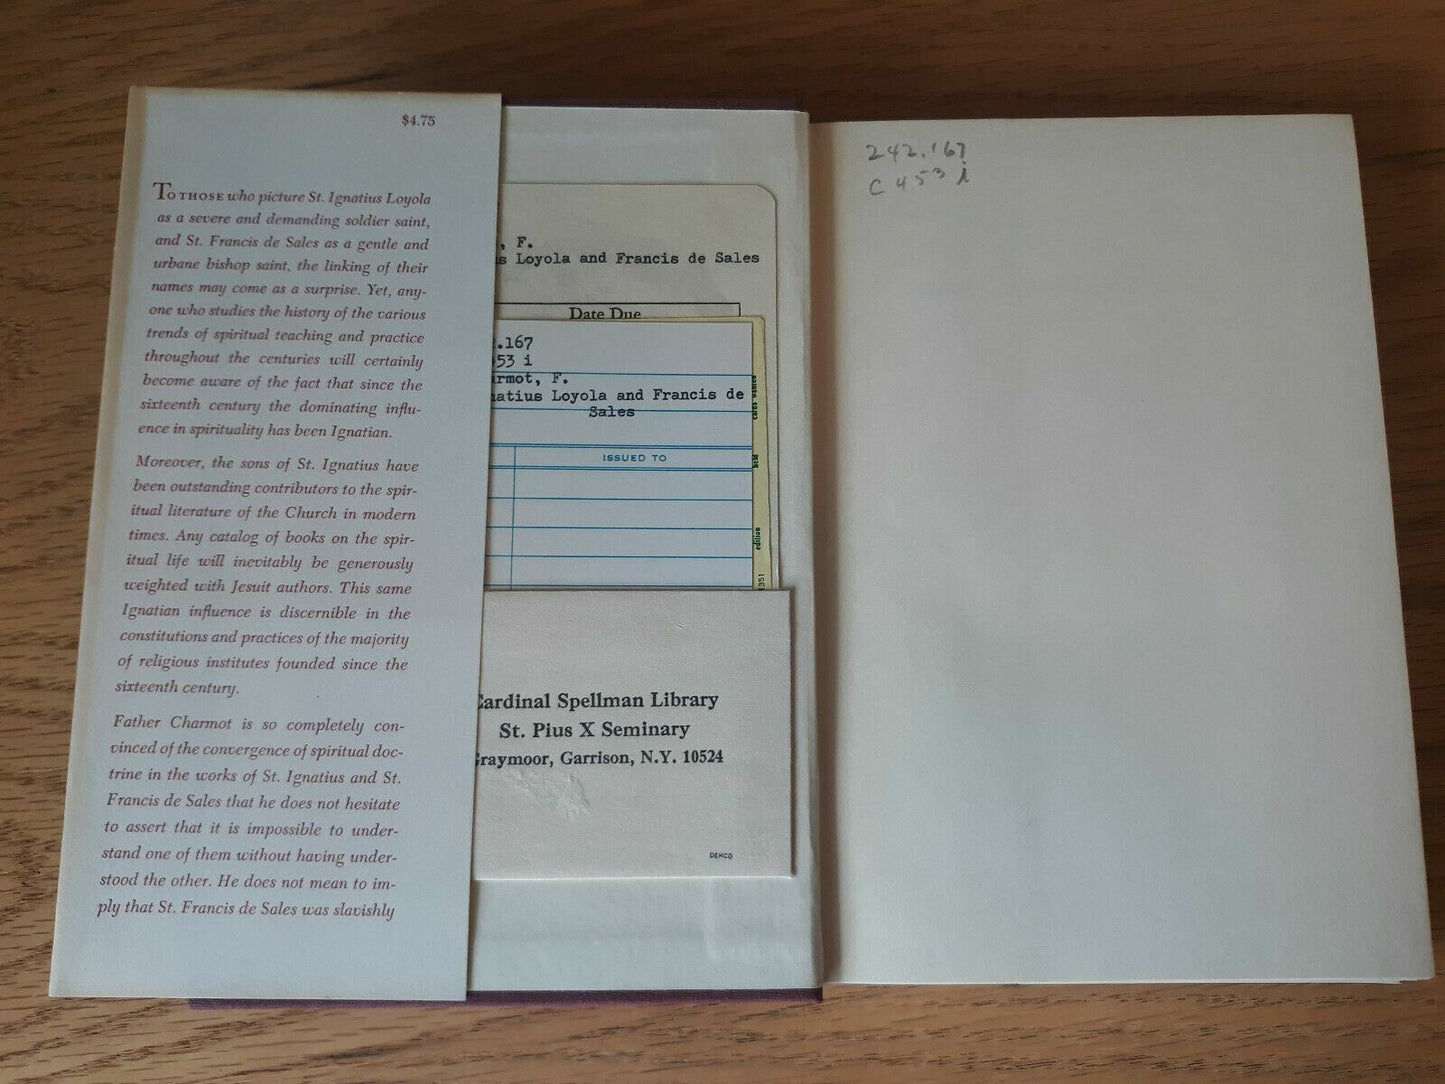 $4.75
TO THOSE who picture St. Ignatius Loyola
as a severe and demanding soldier saint,
and St. Francis de Sales as a gentle and
urbane bishop saint, the linking of their
names may come as a surprise. Yet, any-
one who studies the history of the various
trends of spiritual teaching and practice
throughout the centuries will certainly
become aware of the fact that since the
sixteenth century the dominating influ-
ence in spirituality has been Ignatian.
Moreover, the sons of St. Ignatius have
been outstanding contributors to the spir-
itual literature of the Church in modern
times. Any catalog of books on the spir-
itual life will inevitably be generously
weighted with Jesuit authors. This same
Ignatian influence is discernible in the
constitutions and practices of the majority
of religious institutes founded since the
sixteenth century.
Father Charmot is so completely con-
vinced of the convergence of spiritual doc-
trine in the works of St. Ignatius and St.
Francis de Sales that he does not hesitate
to assert that it is impossible to under-
stand one of them without having under-
stood the other. He does not mean to im-
ply that St. Francis de Sales was slavishly
, F.
s Loyola and Francis de Sales
Date Due
.167
53 i
rmot, F.
natius Loyola and Francis de
Sales
ISSUED TO
cards wanted
held
edition
351
Cardinal Spellman Library
St. Pius X Seminary
Graymoor, Garrison, N.Y. 10524
DEMCO
242.167
C453i